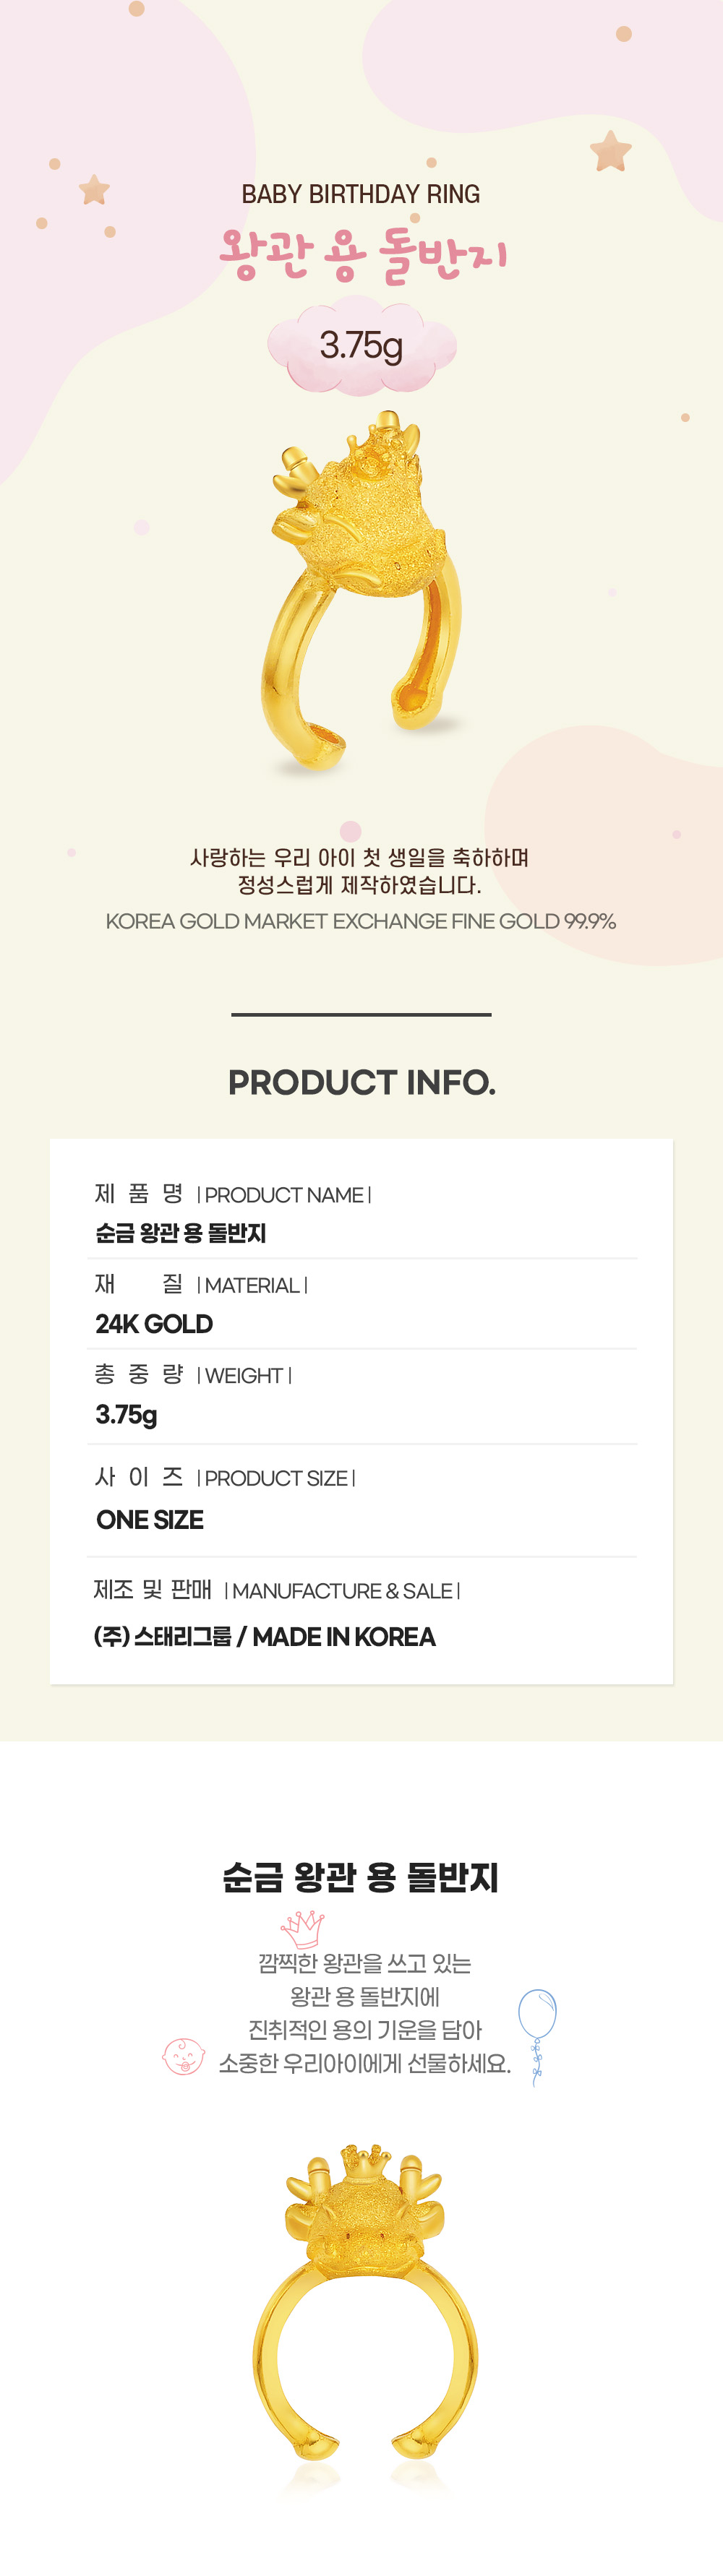 BABY BIRTHDAY RING
왕관 용 돌반지
3.75g
사랑하는 우리 아이 첫 생일을 축하하며
정성스럽게 제작하였습니다.
KOREA GOLD MARKET EXCHANGE FINE GOLD 99.9%
PRODUCT INFO.
제 품 명 | PRODUCT NAME |
순금 왕관 용 돌반지
재 질 | MATERIAL |
24K GOLD
총 중 량 | WEIGHT |
3.75g
사 이 즈 | PRODUCT SIZE |
ONE SIZE
제조 및 판매 | MANUFACTURE & SALE |
(주) 스태리그룹 / MADE IN KOREA
순금 왕관 용 돌반지
깜찍한 왕관을 쓰고 있는
왕관 용 돌반지에
진취적인 용의 기운을 담아
소중한 우리아이에게 선물하세요.